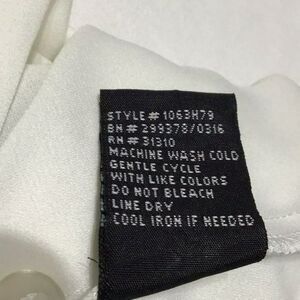 STYLE# 1063H79
BN# 299378/0316
RN# 31310
MACHINE WASH COLD
GENTLE CYCLE
WITH LIKE COLORS
DO NOT BLEACH
LINE DRY
COOL IRON IF NEEDED